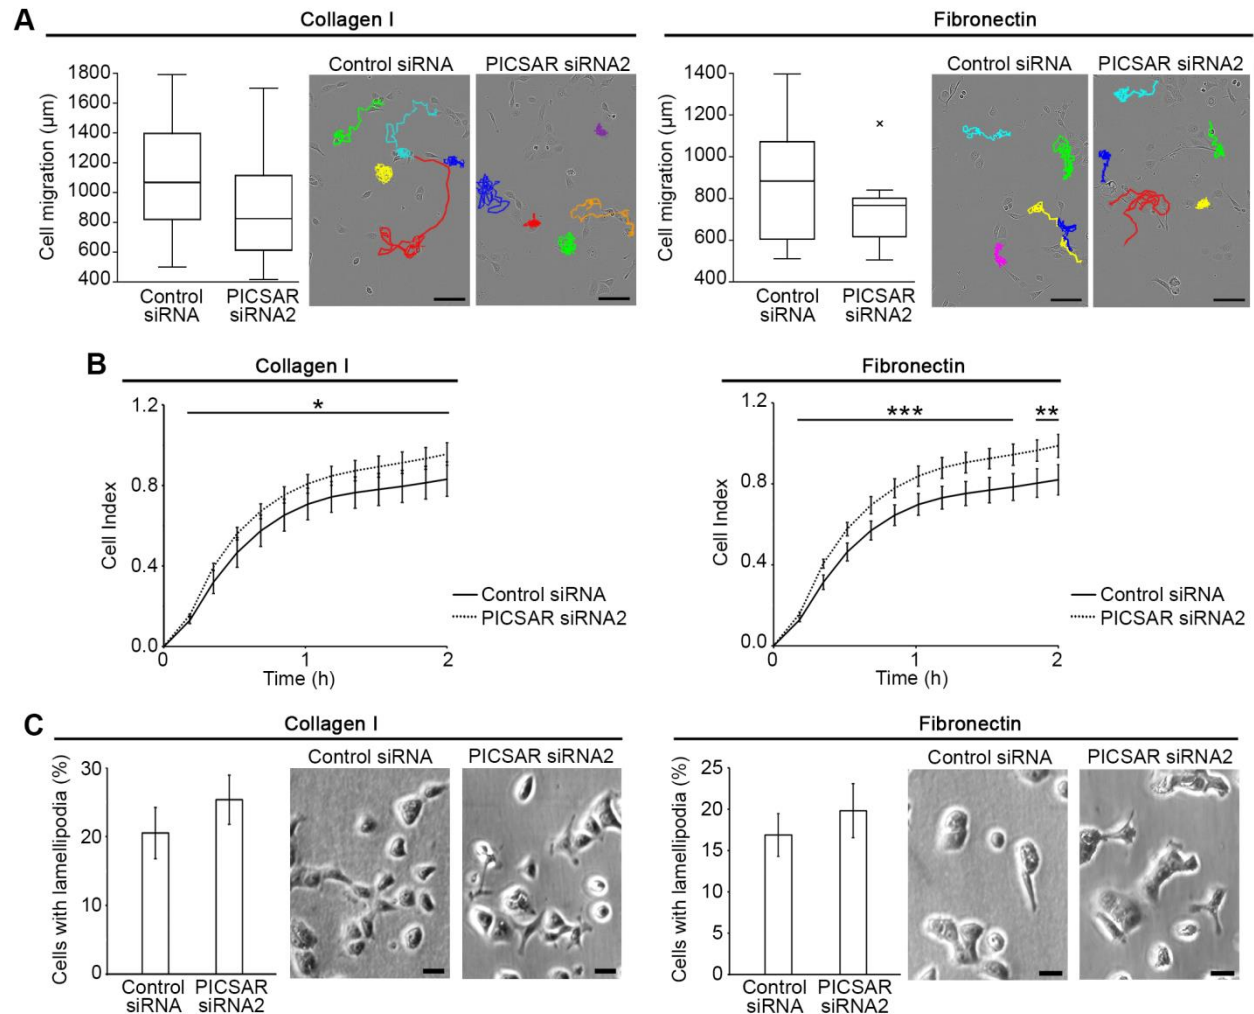 A
Collagen I
Fibronectin
Control siRNA
PICSAR siRNA2
Control siRNA
PICSAR siRNA2
Cell migration (µm)
1800
1600
1400
1200
1000
800
600
400
Control siRNA
PICSAR siRNA2
Cell migration (µm)
1400
1200
1000
800
600
400
×
Control siRNA
PICSAR siRNA2
B
Collagen I
Fibronectin
*
Cell Index
1.2
0.8
0.4
0.0
0
1
2
Time (h)
Control siRNA
PICSAR siRNA2
***
**
Cell Index
1.2
0.8
0.4
0.0
0
1
2
Time (h)
Control siRNA
PICSAR siRNA2
C
Collagen I
Fibronectin
Control siRNA
PICSAR siRNA2
Control siRNA
PICSAR siRNA2
Cells with lamellipodia (%)
30
20
10
0
Control siRNA
PICSAR siRNA2
Cells with lamellipodia (%)
25
20
15
10
5
0
Control siRNA
PICSAR siRNA2